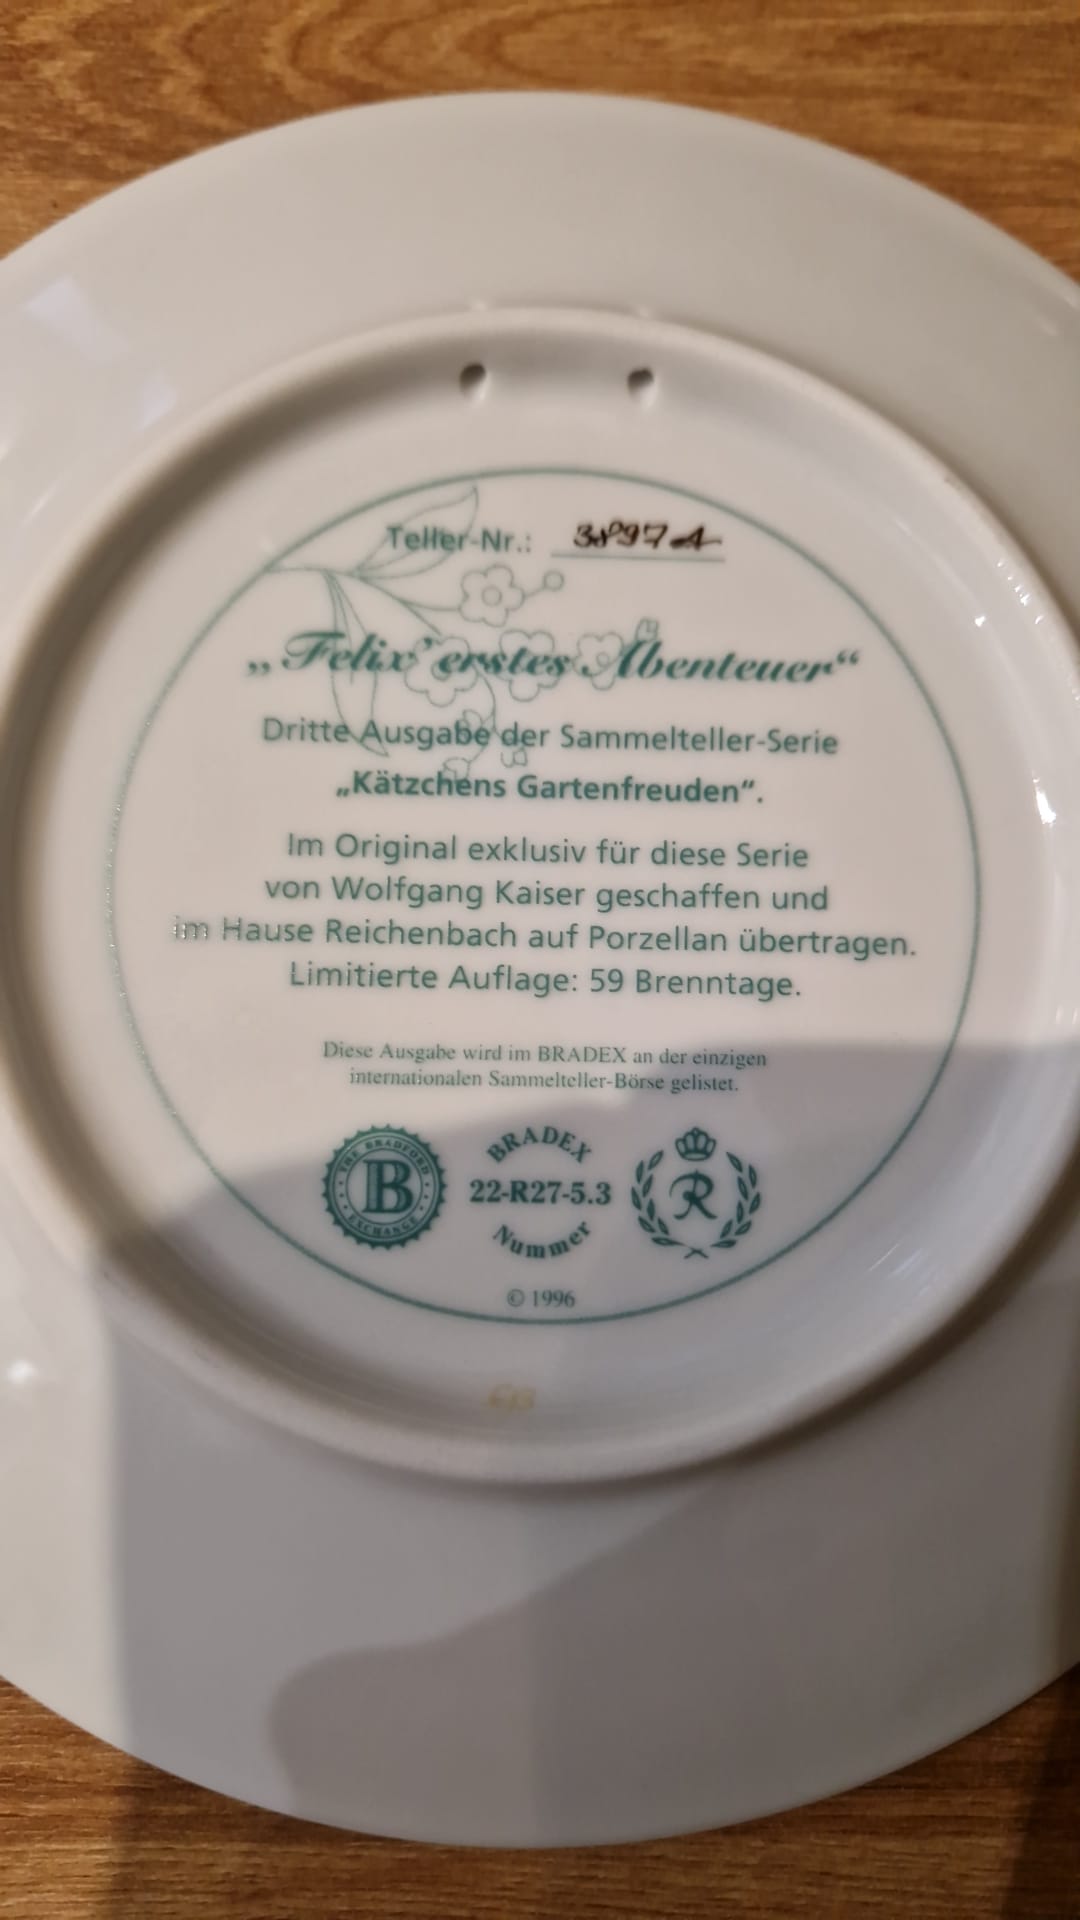 Teller-Nr.: 3897A
„Felix' erstes Abenteuer“
Dritte Ausgabe der Sammelteller-Serie
„Kätzchens Gartenfreuden“.
Im Original exklusiv für diese Serie
von Wolfgang Kaiser geschaffen und
im Hause Reichenbach auf Porzellan übertragen.
Limitierte Auflage: 59 Brenntage.
Diese Ausgabe wird im BRADEX an der einzigen
internationalen Sammelteller-Börse gelistet.
THE BRADFORD
B
EXCHANGE
BRADEX
22-R27-5.3
Nummer
R
© 1996